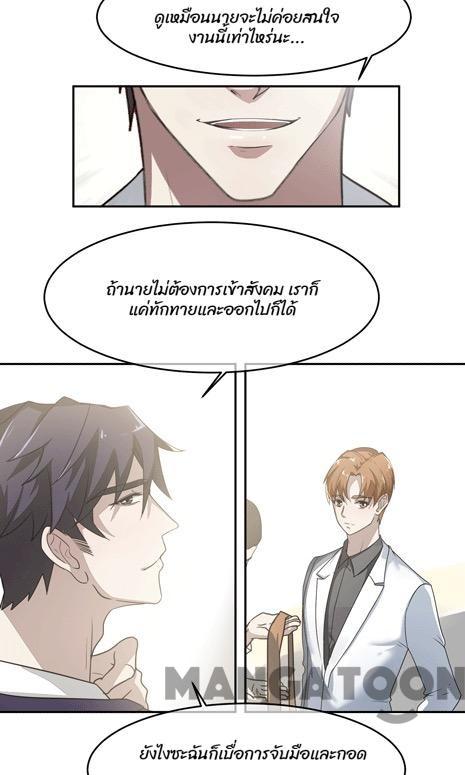 ดูเหมือนนายจะไม่ค่อยสนใจ
งานนี้เท่าไหร่นะ...
ถ้านายไม่ต้องการเข้าสังคม เราก็
แค่ทักทายและออกไปก็ได้
MANGATOON
ยังไงซะฉันก็เบื่อการจับมือและกอด